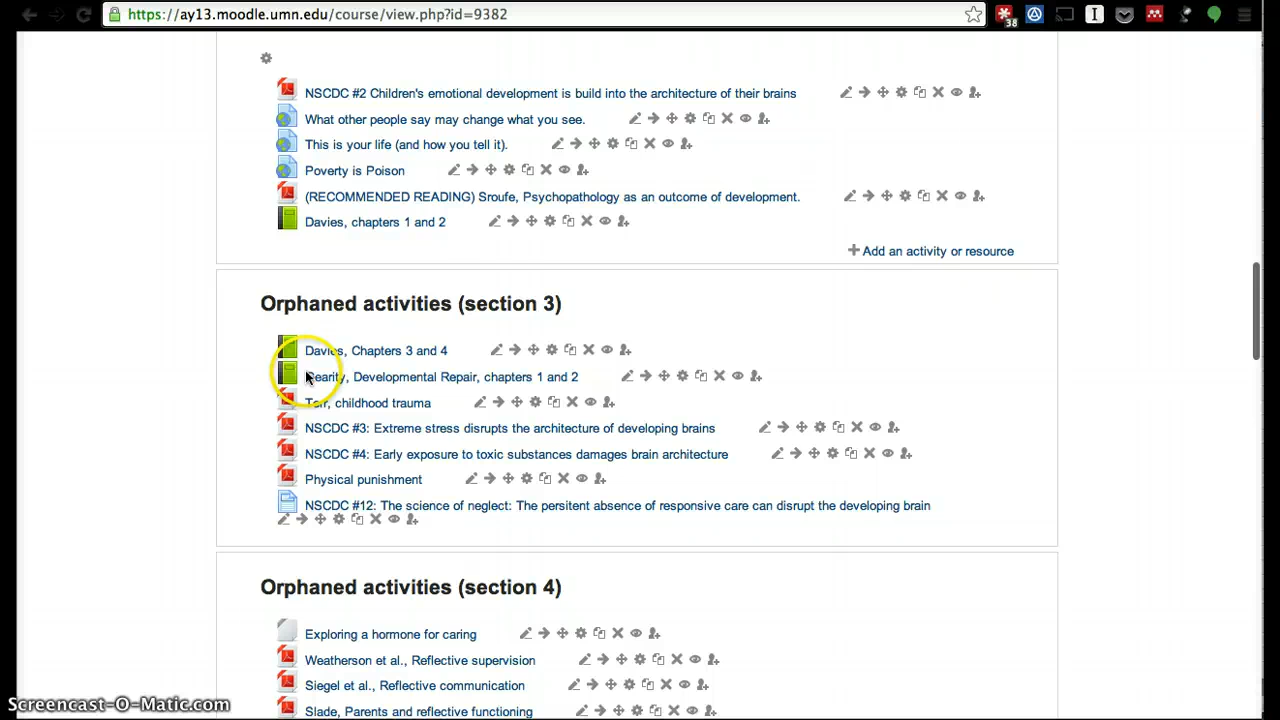 https://ay13.moodle.umn.edu/course/view.php?id=9382
38
NSCDC #2 Children's emotional development is build into the architecture of their brains
What other people say may change what you see.
This is your life (and how you tell it).
Poverty is Poison
(RECOMMENDED READING) Sroufe, Psychopathology as an outcome of development.
Davies, chapters 1 and 2
Add an activity or resource
Orphaned activities (section 3)
Davies, Chapters 3 and 4
Gearity, Developmental Repair, chapters 1 and 2
Terr, childhood trauma
NSCDC #3: Extreme stress disrupts the architecture of developing brains
NSCDC #4: Early exposure to toxic substances damages brain architecture
Physical punishment
NSCDC #12: The science of neglect: The persitent absence of responsive care can disrupt the developing brain
Orphaned activities (section 4)
Exploring a hormone for caring
Weatherson et al., Reflective supervision
Siegel et al., Reflective communication
Slade, Parents and reflective functioning
Screencast-O-Matic.com